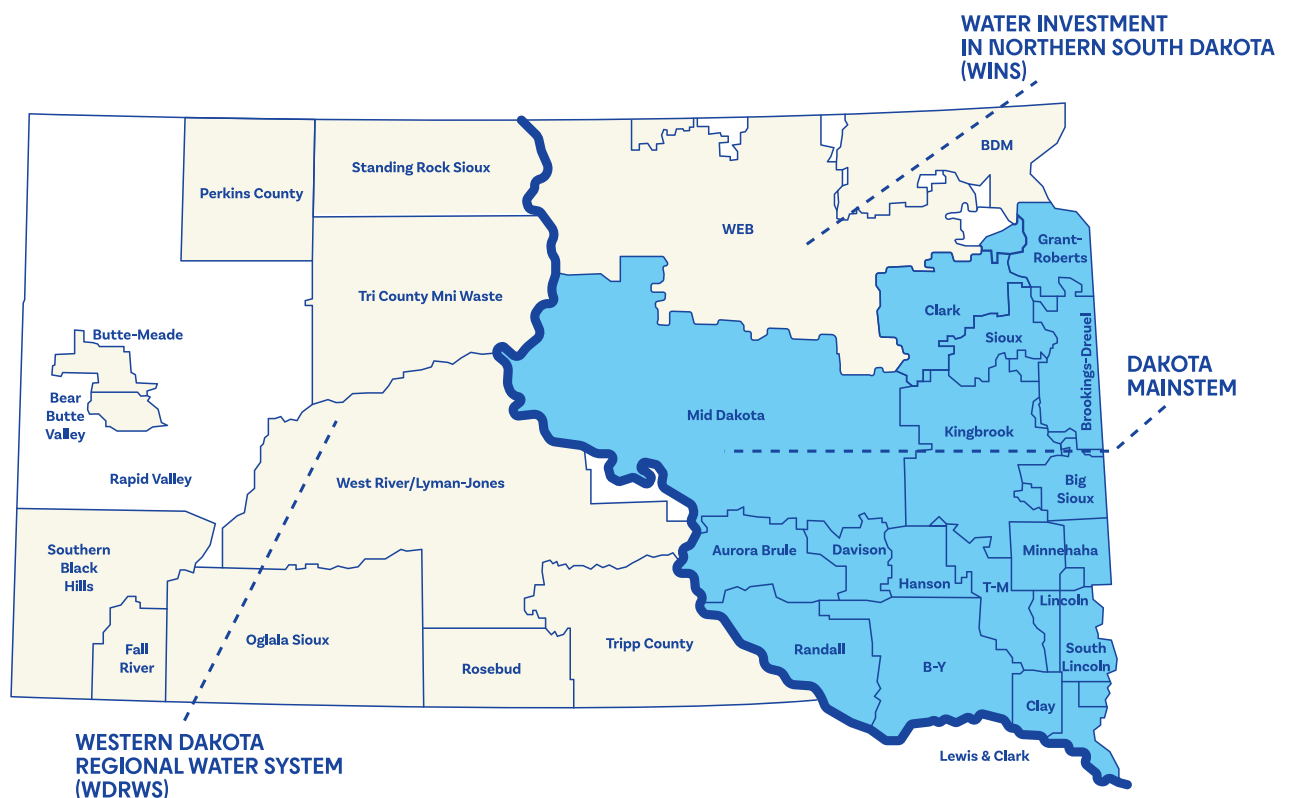 WATER INVESTMENT
IN NORTHERN SOUTH DAKOTA
(WINS)
BDM
Standing Rock Sioux
Perkins County
WEB
Grant-
Roberts
Tri County Mni Waste
Clark
Butte-Meade
Sioux
Brookings-Dreuel
DAKOTA
MAINSTEM
Bear
Butte
Valley
Mid Dakota
Kingbrook
Rapid Valley
West River/Lyman-Jones
Big
Sioux
Southern
Black
Hills
Aurora Brule
Davison
Minnehaha
Hanson
T-M
Lincoln
Oglala Sioux
Fall
River
Tripp County
Randall
South
Lincoln
Rosebud
B-Y
Clay
WESTERN DAKOTA
REGIONAL WATER SYSTEM
(WDRWS)
Lewis & Clark